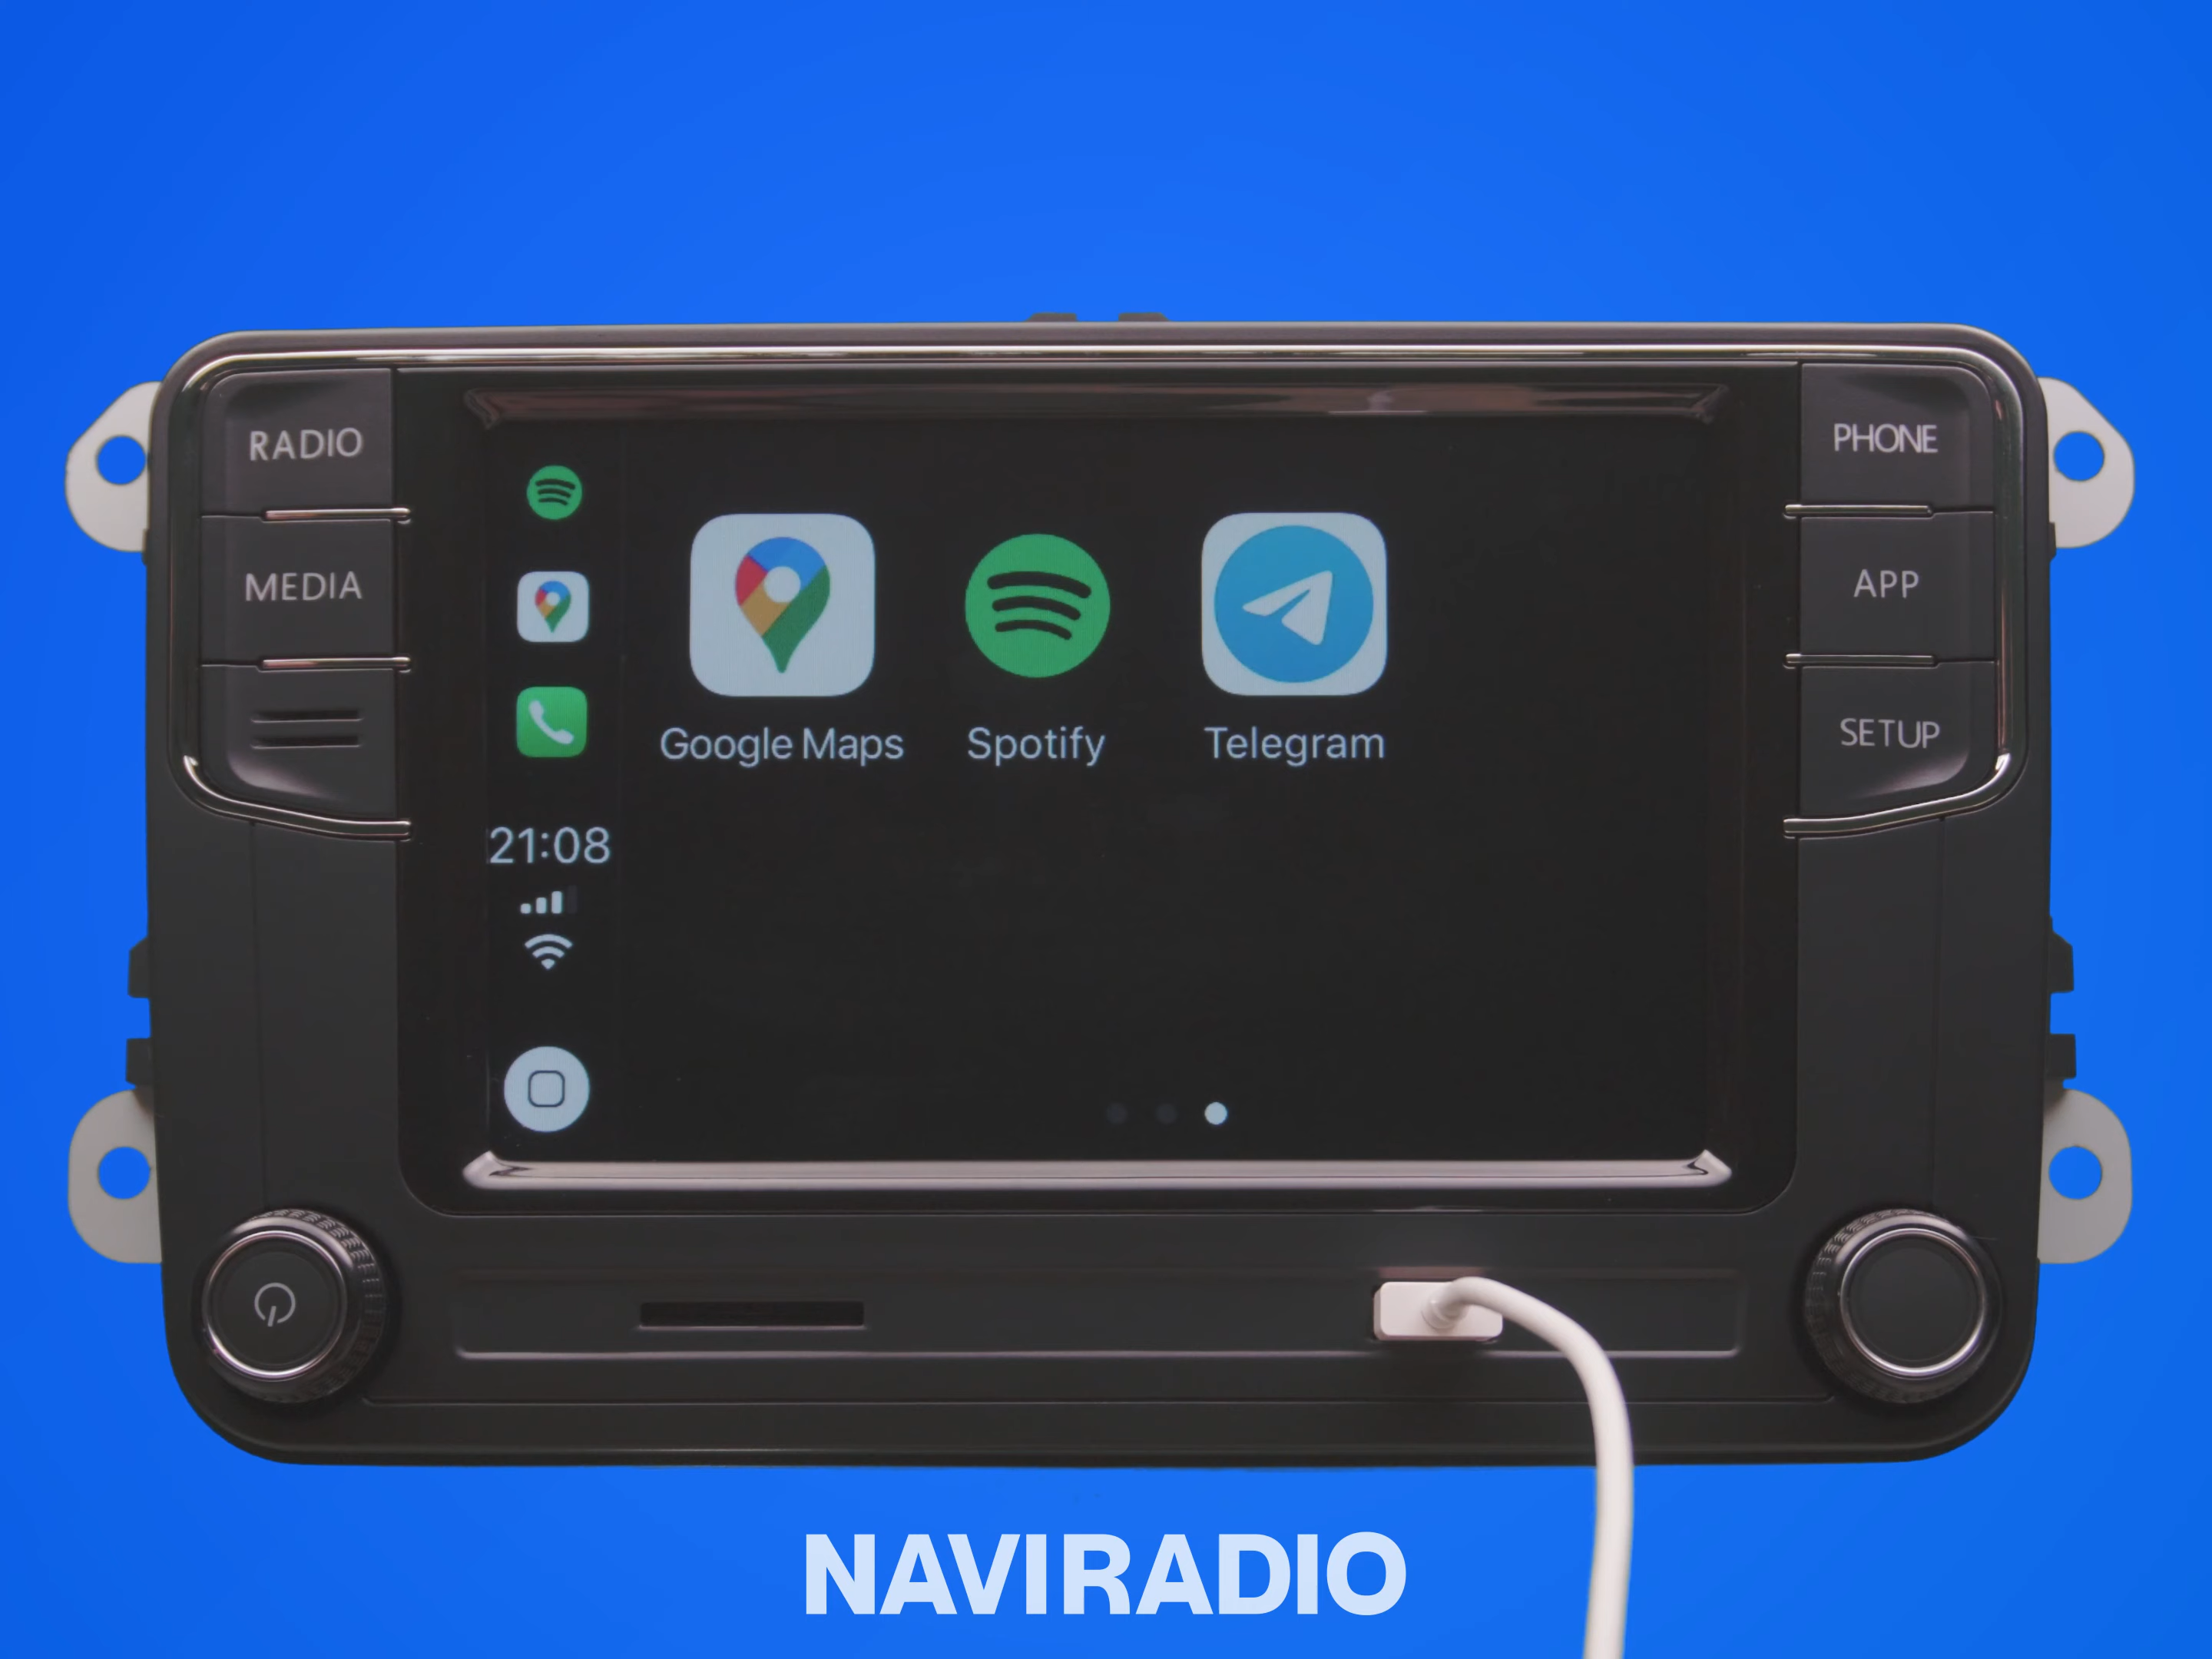 RADIO
PHONE
MEDIA
APP
SETUP
Google Maps
Spotify
Telegram
21:08
NAVIRADIO